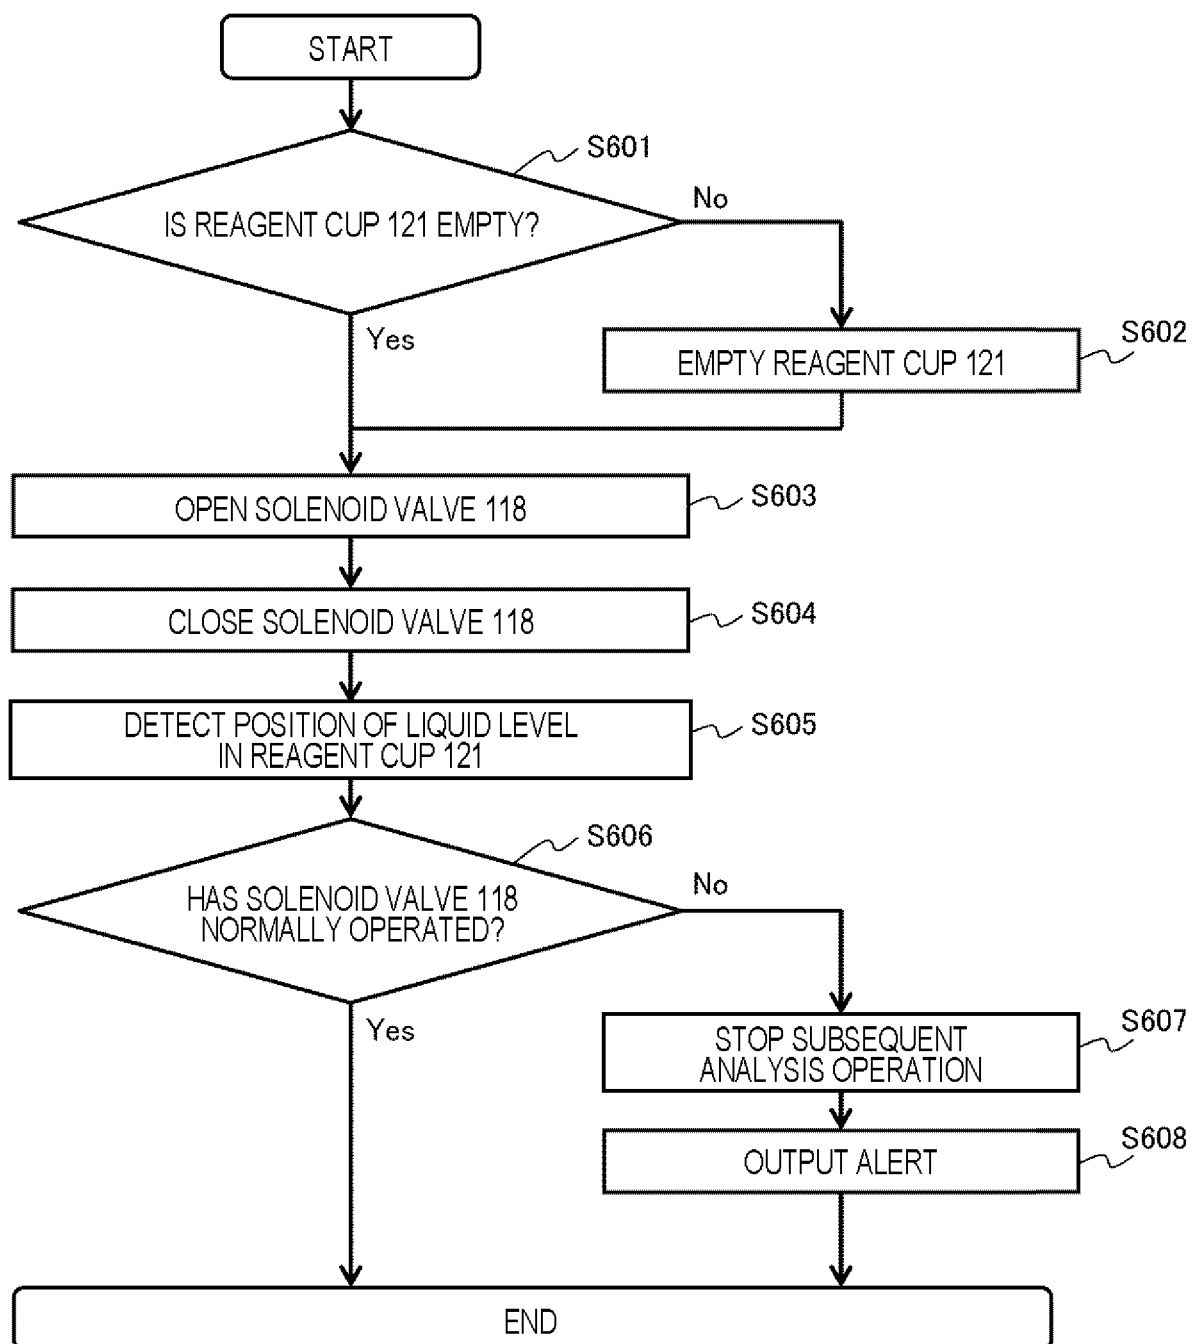 START
S601
IS REAGENT CUP 121 EMPTY?
No
Yes
S602
EMPTY REAGENT CUP 121
S603
OPEN SOLENOID VALVE 118
S604
CLOSE SOLENOID VALVE 118
S605
DETECT POSITION OF LIQUID LEVEL
IN REAGENT CUP 121
S606
HAS SOLENOID VALVE 118
NORMALLY OPERATED?
No
Yes
S607
STOP SUBSEQUENT
ANALYSIS OPERATION
S608
OUTPUT ALERT
END